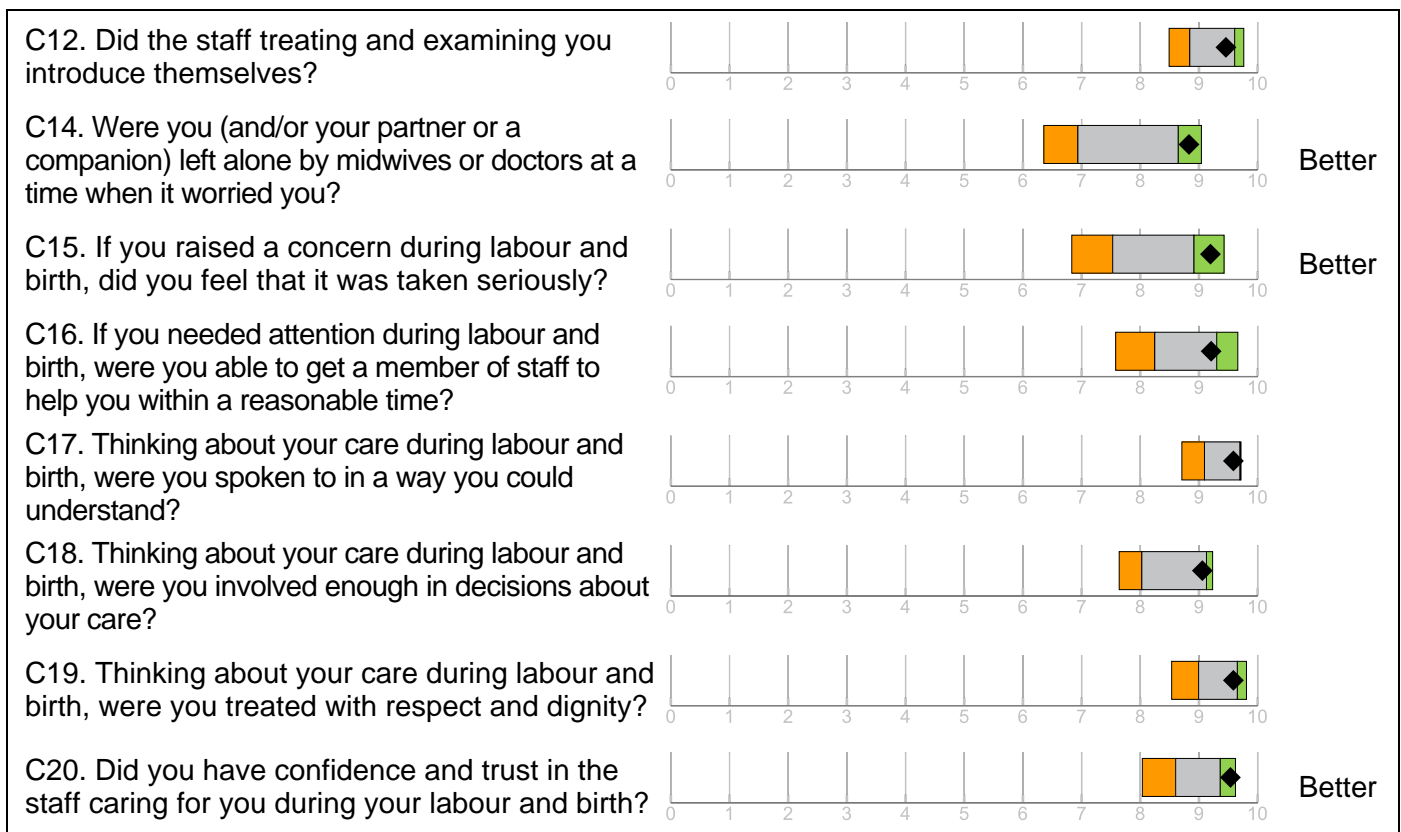 C12. Did the staff treating and examining you
introduce themselves?
0 1 2 3 4 5 6 7 8 9 10
C14. Were you (and/or your partner or a
companion) left alone by midwives or doctors at a
time when it worried you?
0 1 2 3 4 5 6 7 8 9 10
Better
C15. If you raised a concern during labour and
birth, did you feel that it was taken seriously?
0 1 2 3 4 5 6 7 8 9 10
Better
C16. If you needed attention during labour and
birth, were you able to get a member of staff to
help you within a reasonable time?
0 1 2 3 4 5 6 7 8 9 10
C17. Thinking about your care during labour and
birth, were you spoken to in a way you could
understand?
0 1 2 3 4 5 6 7 8 9 10
C18. Thinking about your care during labour and
birth, were you involved enough in decisions about
your care?
0 1 2 3 4 5 6 7 8 9 10
C19. Thinking about your care during labour and
birth, were you treated with respect and dignity?
0 1 2 3 4 5 6 7 8 9 10
C20. Did you have confidence and trust in the
staff caring for you during your labour and birth?
0 1 2 3 4 5 6 7 8 9 10
Better